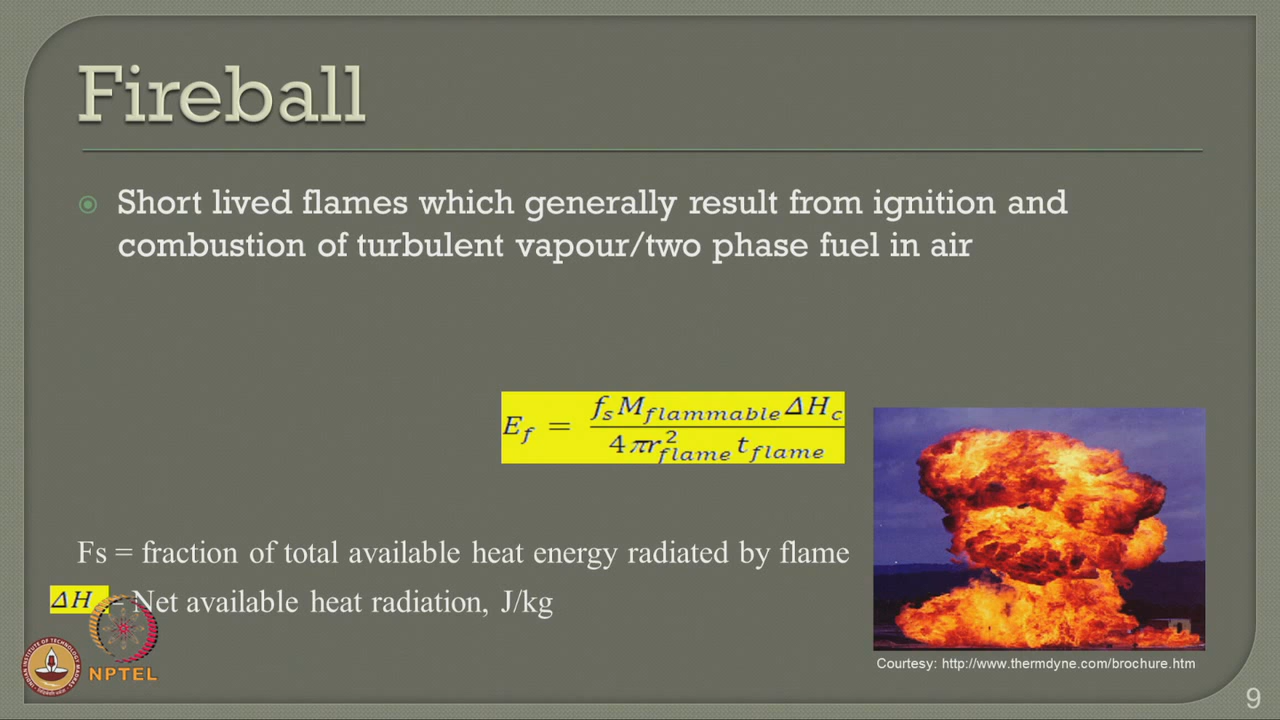 Fireball
Short lived flames which generally result from ignition and
combustion of turbulent vapour/two phase fuel in air
E_f = f_s M_flammable ΔH_c / 4πr²_flame t_flame
Fs = fraction of total available heat energy radiated by flame
ΔH = Net available heat radiation, J/kg
NPTEL
Courtesy: http://www.thermdyne.com/brochure.htm
9